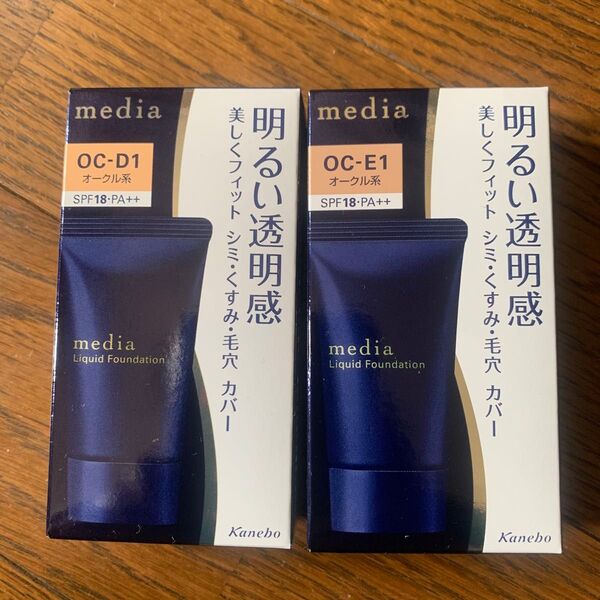 media
OC-D1
オークル系
SPF18・PA++
明るい透明感
美しくフィット シミ・くすみ・毛穴 カバー
media
Liquid Foundation
Kanebo
media
OC-E1
オークル系
SPF18・PA++
明るい透明感
美しくフィット シミ・くすみ・毛穴 カバー
media
Liquid Foundation
Kanebo